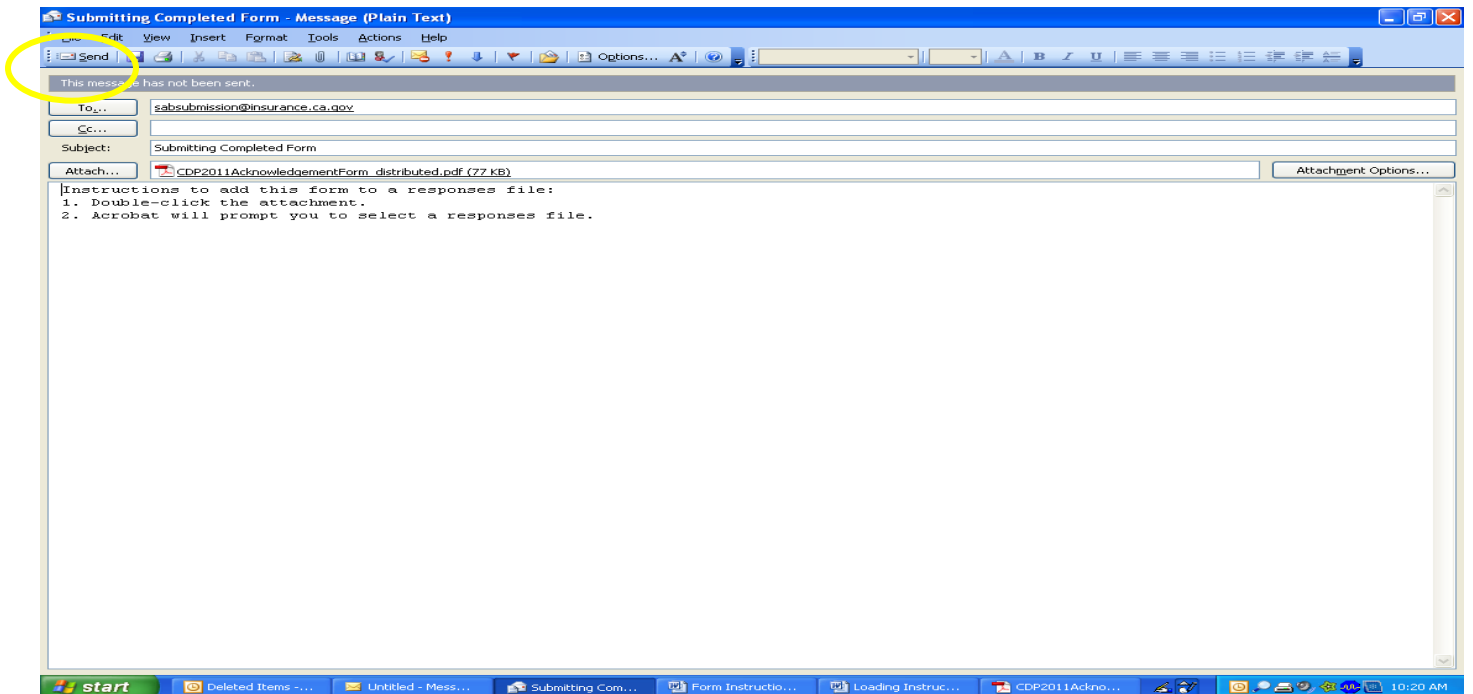 Submitting Completed Form - Message (Plain Text)
File Edit View Insert Format Tools Actions Help
Send Options...
A B I U
This message has not been sent.
To... sabsubmission@insurance.ca.gov
Cc...
Subject: Submitting Completed Form
Attach... CDP2011AcknowledgementForm_distributed.pdf (77 KB) Attachment Options...
Instructions to add this form to a responses file:
1. Double-click the attachment.
2. Acrobat will prompt you to select a responses file.
start Deleted Items -... Untitled - Mess... Submitting Com... Form Instructio... Loading Instruc... CDP2011Ackno... 10:20 AM